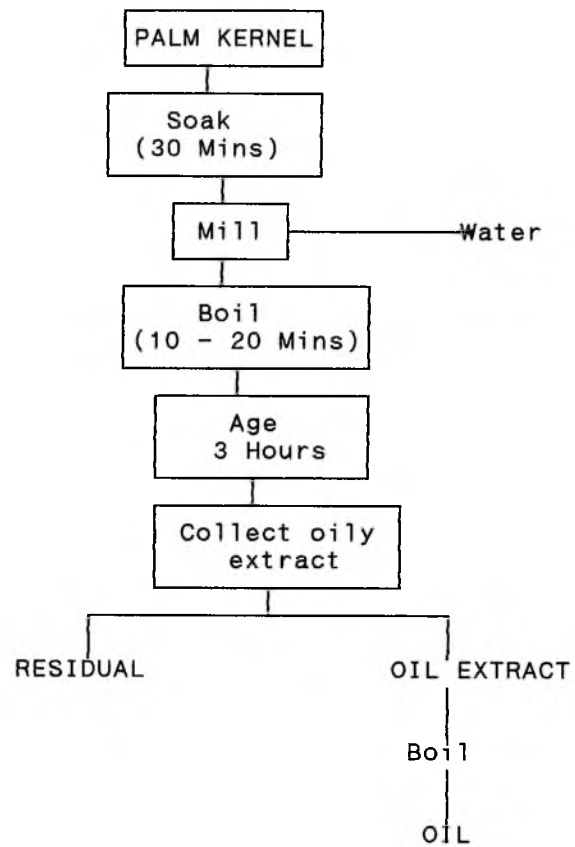 PALM KERNEL
Soak
(30 Mins)
Mill
Water
Boil
(10 - 20 Mins)
Age
3 Hours
Collect oily
extract
RESIDUAL
OIL EXTRACT
Boil
OIL